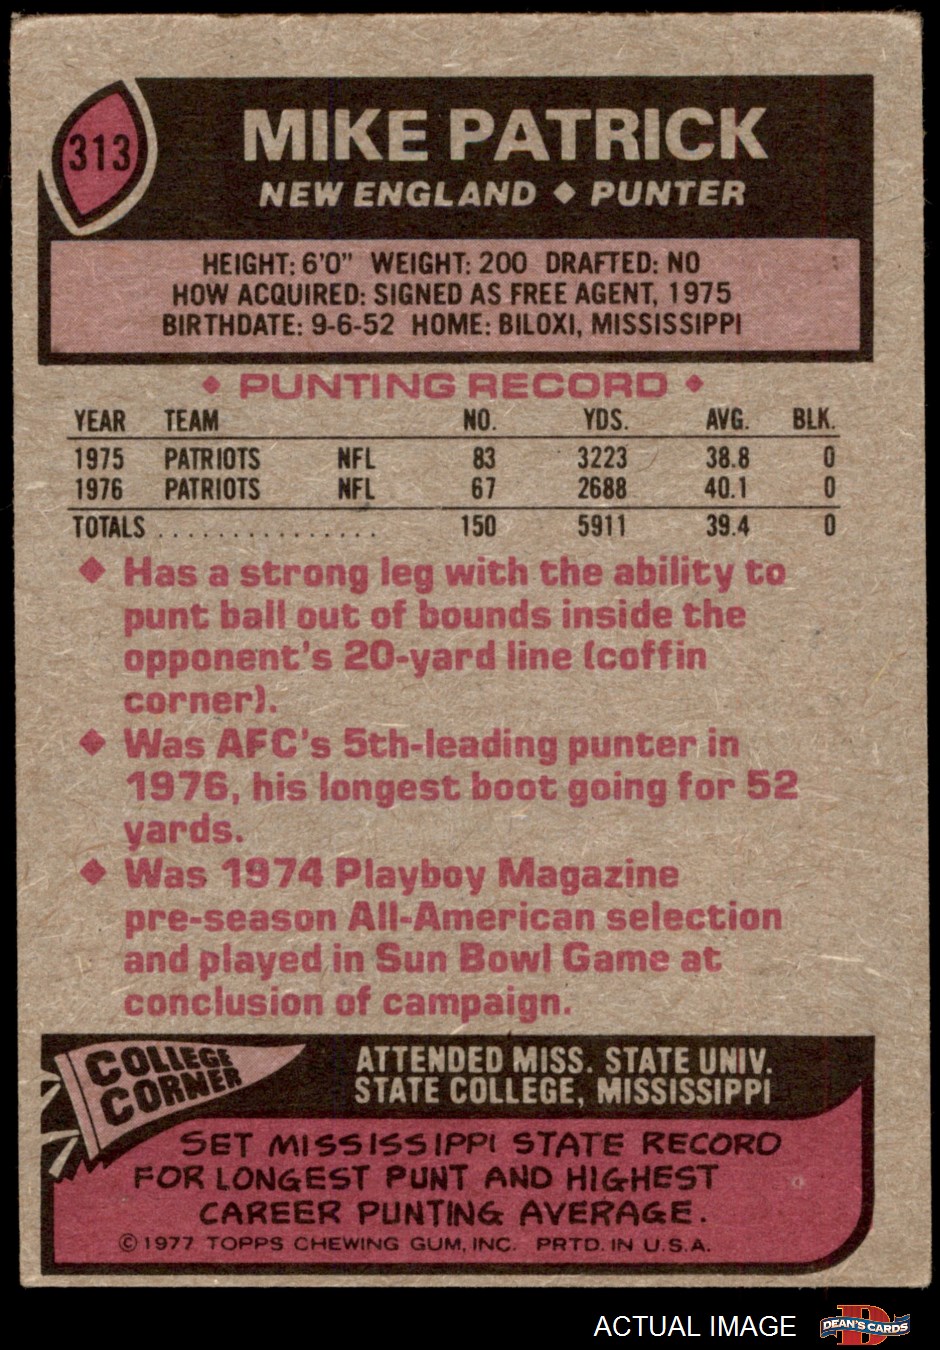 313
MIKE PATRICK
NEW ENGLAND ◆ PUNTER
HEIGHT: 6'0" WEIGHT: 200 DRAFTED: NO
HOW ACQUIRED: SIGNED AS FREE AGENT, 1975
BIRTHDATE: 9-6-52 HOME: BILOXI, MISSISSIPPI
◆ PUNTING RECORD ◆
YEAR TEAM NO. YDS. AVG. BLK.
1975 PATRIOTS NFL 83 3223 38.8 0
1976 PATRIOTS NFL 67 2688 40.1 0
TOTALS . . . . . . . . . . . . . . . 150 5911 39.4 0
◆ Has a strong leg with the ability to
punt ball out of bounds inside the
opponent's 20-yard line (coffin
corner).
◆ Was AFC's 5th-leading punter in
1976, his longest boot going for 52
yards.
◆ Was 1974 Playboy Magazine
pre-season All-American selection
and played in Sun Bowl Game at
conclusion of campaign.
COLLEGE
CORNER
ATTENDED MISS. STATE UNIV.
STATE COLLEGE, MISSISSIPPI
SET MISSISSIPPI STATE RECORD
FOR LONGEST PUNT AND HIGHEST
CAREER PUNTING AVERAGE.
© 1977 TOPPS CHEWING GUM, INC. PRTD. IN U.S.A.
ACTUAL IMAGE
D
DEAN'S CARDS